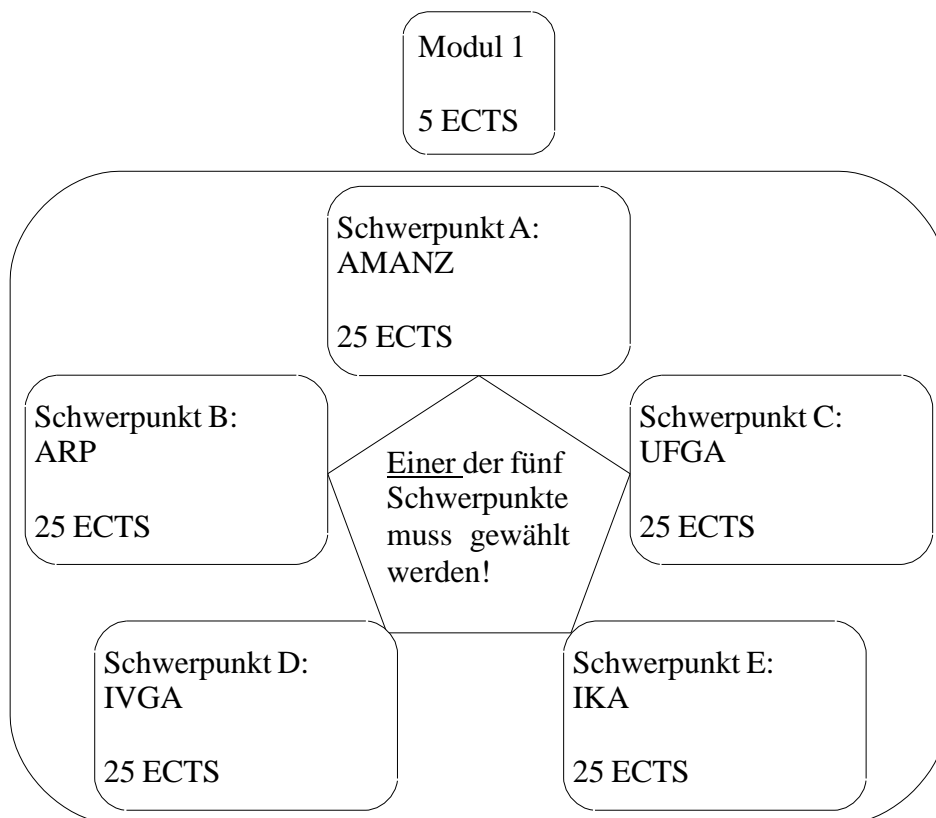 Modul 1
5 ECTS
Schwerpunkt A:
AMANZ
25 ECTS
Schwerpunkt B:
ARP
25 ECTS
Einer der fünf
Schwerpunkte
muss gewählt
werden!
Schwerpunkt C:
UFGA
25 ECTS
Schwerpunkt D:
IVGA
25 ECTS
Schwerpunkt E:
IKA
25 ECTS